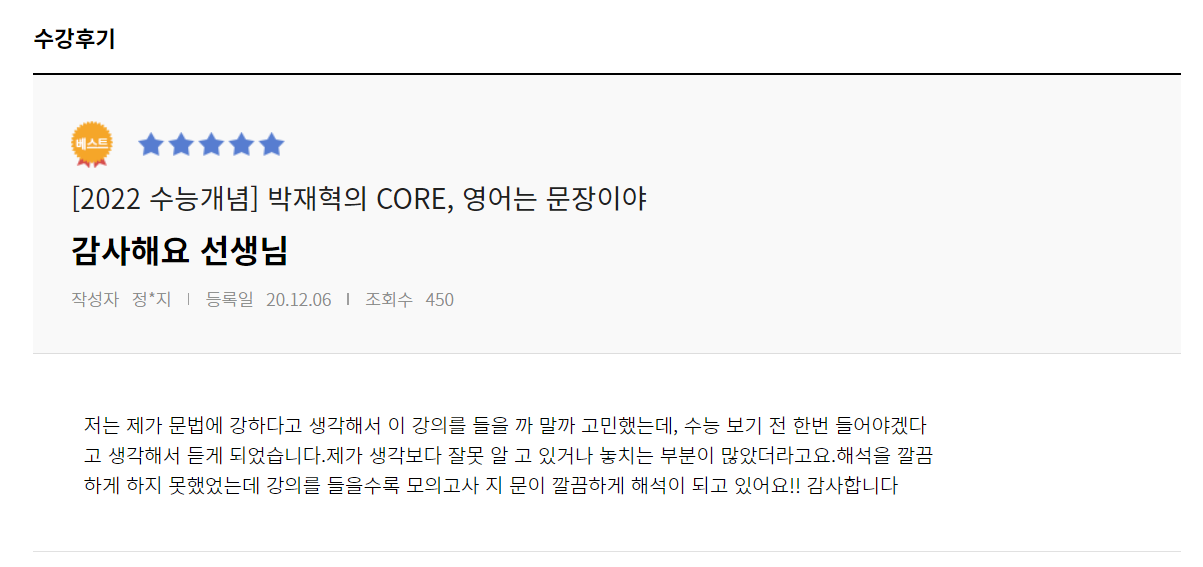 수강후기
베스트
[2022 수능개념] 박재혁의 CORE, 영어는 문장이야
감사해요 선생님
작성자 정*지 | 등록일 20.12.06 | 조회수 450
저는 제가 문법에 강하다고 생각해서 이 강의를 들을 까 말까 고민했는데, 수능 보기 전 한번 들어야겠다
고 생각해서 듣게 되었습니다.제가 생각보다 잘못 알 고 있거나 놓치는 부분이 많았더라고요.해석을 깔끔
하게 하지 못했었는데 강의를 들을수록 모의고사 지 문이 깔끔하게 해석이 되고 있어요!! 감사합니다